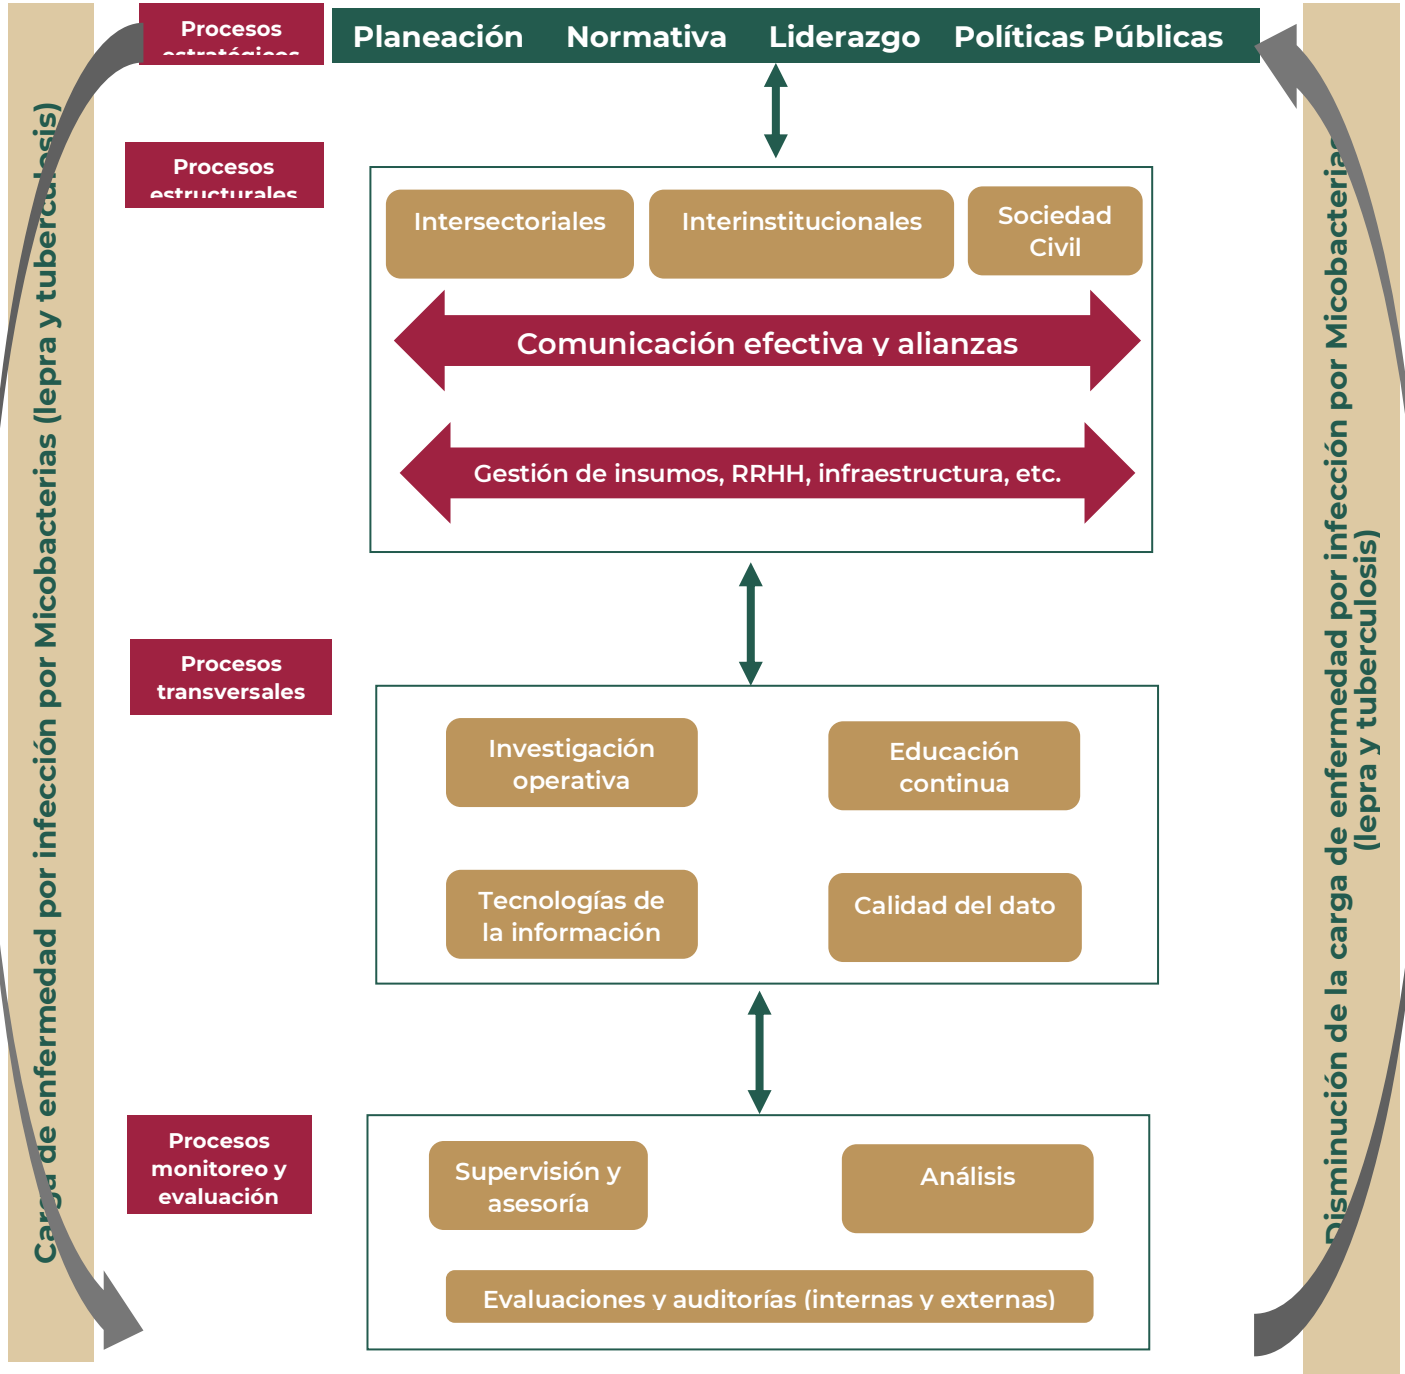 Procesos
estratégicos
Planeación Normativa Liderazgo Políticas Públicas
Procesos
estructurales
Intersectoriales
Interinstitucionales
Sociedad
Civil
Comunicación efectiva y alianzas
Gestión de insumos, RRHH, infraestructura, etc.
Procesos
transversales
Investigación
operativa
Educación
continua
Tecnologías de
la información
Calidad del dato
Procesos
monitoreo y
evaluación
Supervisión y
asesoría
Análisis
Evaluaciones y auditorías (internas y externas)
Carga de enfermedad por infección por Micobacterias (lepra y tuberculosis)
Disminución de la carga de enfermedad por infección por Micobacterias
(lepra y tuberculosis)